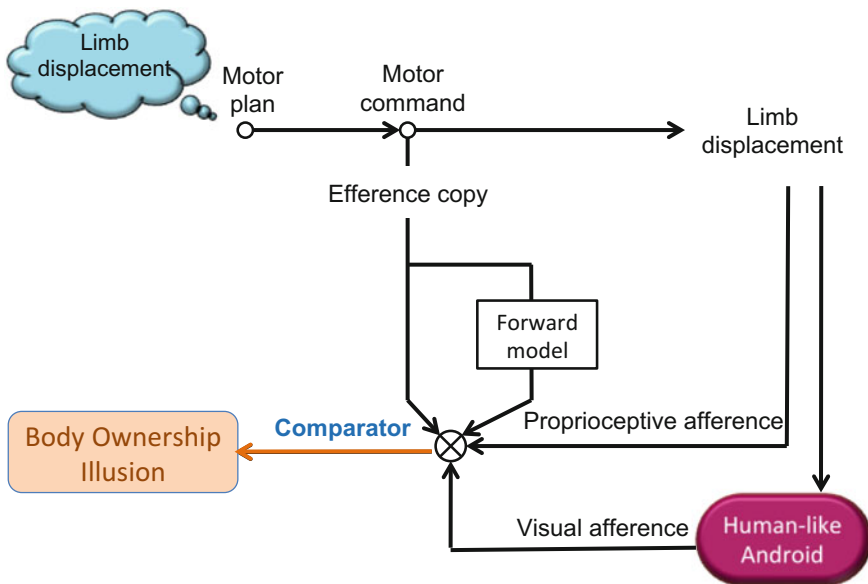 Limb
displacement
Motor
plan
Motor
command
Limb
displacement
Efference copy
Forward
model
Proprioceptive afference
Comparator
Body Ownership
Illusion
Visual afference
Human-like
Android